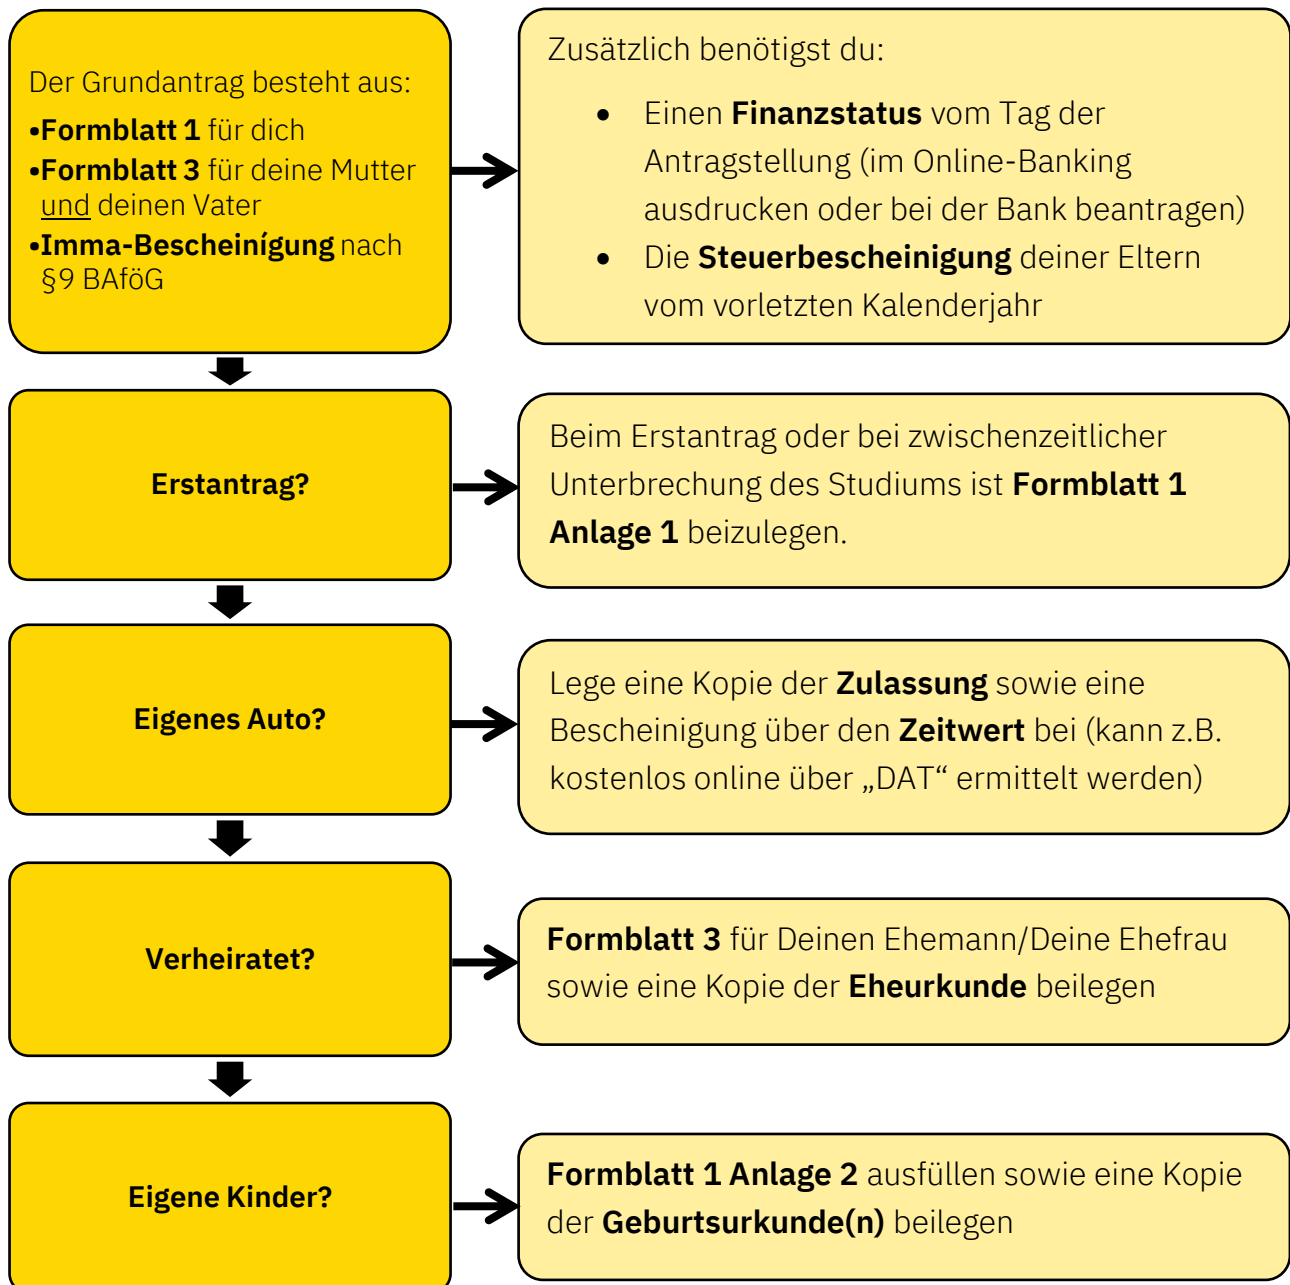 Der Grundantrag besteht aus:
•Formblatt 1 für dich
•Formblatt 3 für deine Mutter
und deinen Vater
•Imma-Bescheinígung nach
§9 BAföG
Zusätzlich benötigst du:
• Einen Finanzstatus vom Tag der
Antragstellung (im Online-Banking
ausdrucken oder bei der Bank beantragen)
• Die Steuerbescheinigung deiner Eltern
vom vorletzten Kalenderjahr
Erstantrag?
Beim Erstantrag oder bei zwischenzeitlicher
Unterbrechung des Studiums ist Formblatt 1
Anlage 1 beizulegen.
Eigenes Auto?
Lege eine Kopie der Zulassung sowie eine
Bescheinigung über den Zeitwert bei (kann z.B.
kostenlos online über „DAT“ ermittelt werden)
Verheiratet?
Formblatt 3 für Deinen Ehemann/Deine Ehefrau
sowie eine Kopie der Eheurkunde beilegen
Eigene Kinder?
Formblatt 1 Anlage 2 ausfüllen sowie eine Kopie
der Geburtsurkunde(n) beilegen